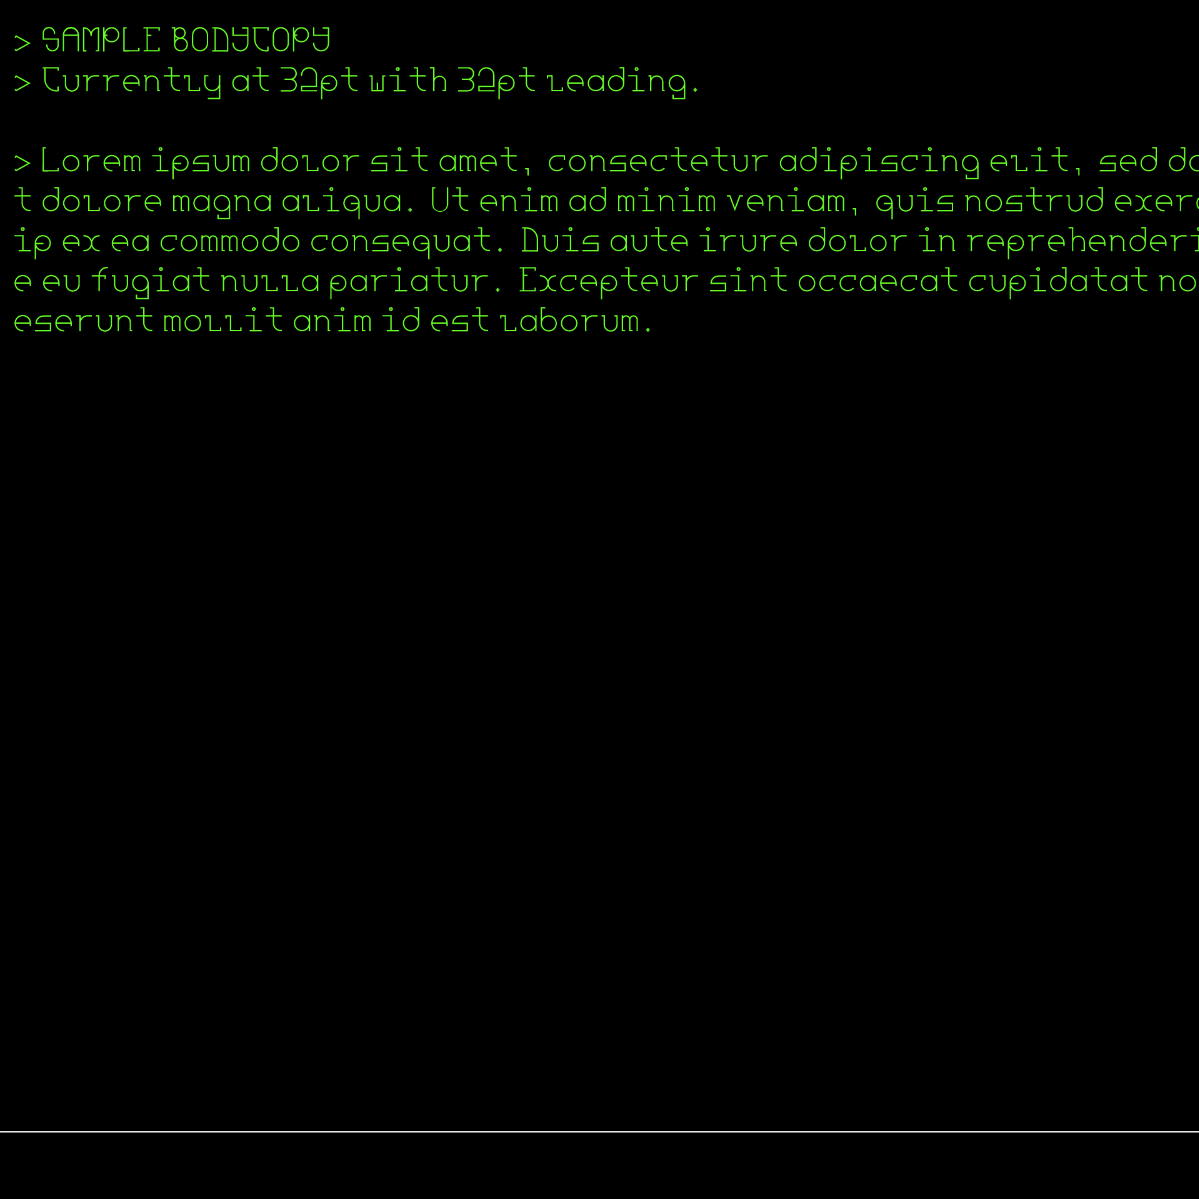 > SAMPLE BODYCOPY
> Currently at 32pt with 32pt leading.
> Lorem ipsum dolor sit amet, consectetur adipiscing elit, sed do
t dolore magna aliqua. Ut enim ad minim veniam, quis nostrud exerc
ip ex ea commodo consequat. Duis aute irure dolor in reprehenderi
e eu fugiat nulla pariatur. Excepteur sint occaecat cupidatat no
eserunt mollit anim id est laborum.